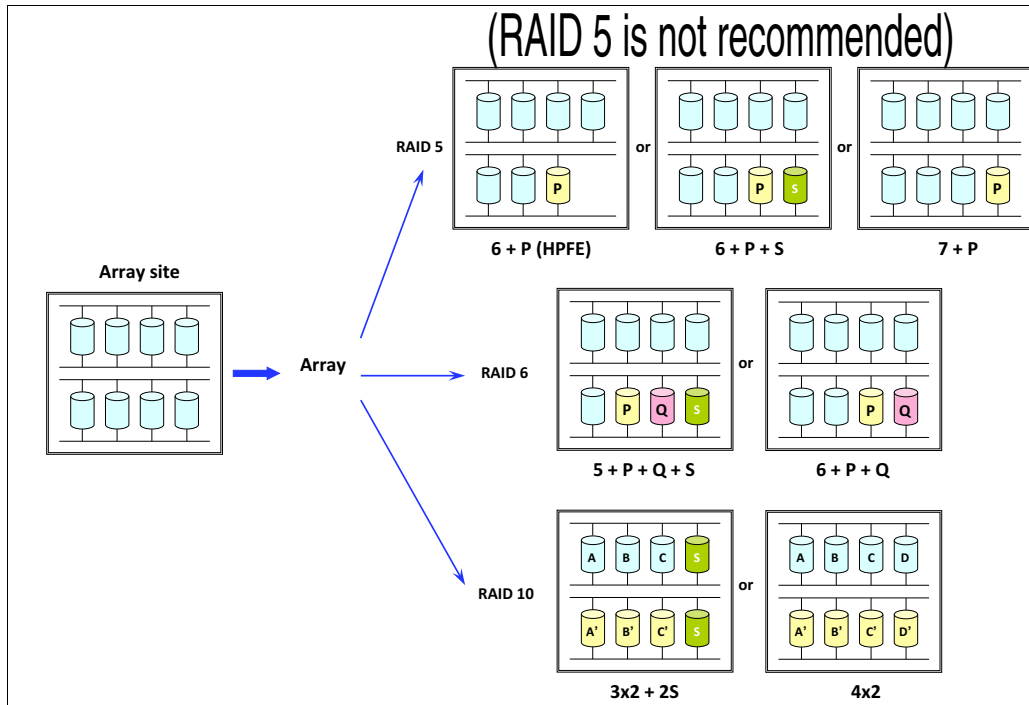 (RAID 5 is not recommended)
RAID 5
P
6 + P (HPFE)
or
P
S
6 + P + S
or
P
7 + P
Array site
Array
RAID 6
P
Q
S
5 + P + Q + S
or
P
Q
6 + P + Q
RAID 10
A B C S
A' B' C' S
3x2 + 2S
or
A B C D
A' B' C' D'
4x2